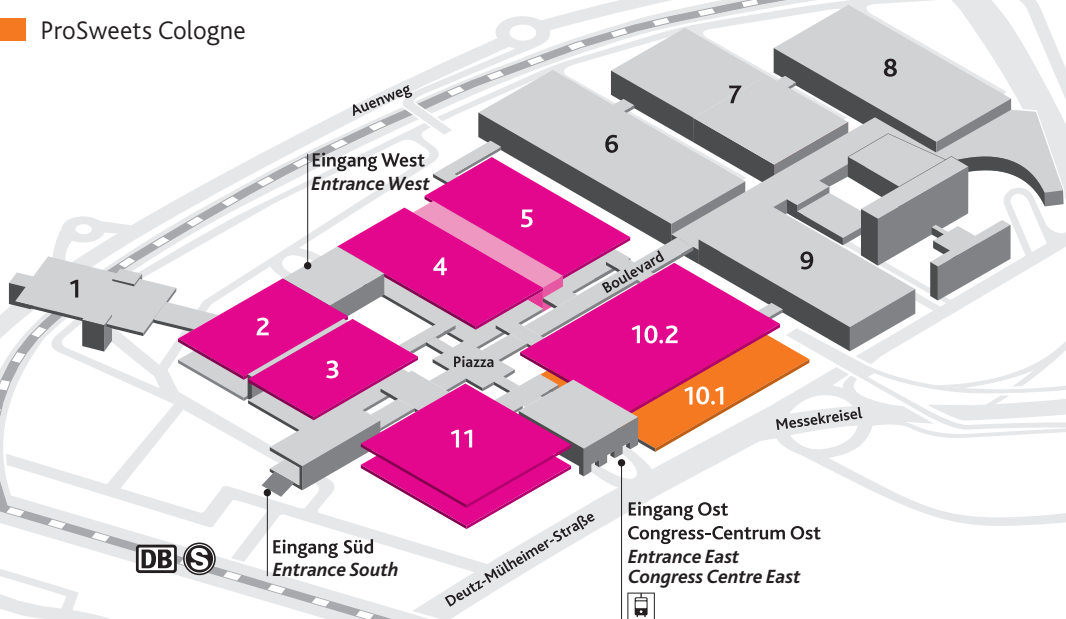 ProSweets Cologne
8
7
Auenweg
6
Eingang West
Entrance West
5
4
Boulevard
9
1
2
10.2
Piazza
3
10.1
Messekreisel
11
Eingang Ost
Congress-Centrum Ost
Entrance East
Congress Centre East
Deutz-Mülheimer-Straße
Eingang Süd
Entrance South
DB
S